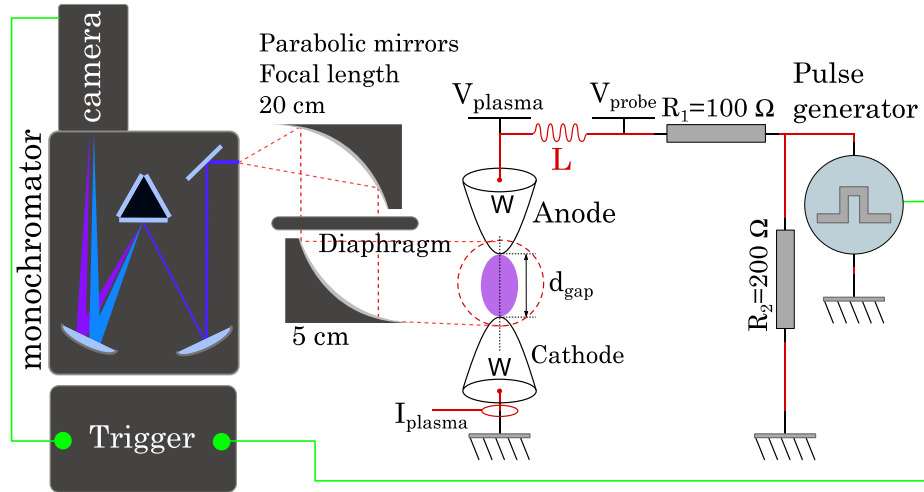 camera
monochromator
Trigger
Parabolic mirrors
Focal length
20 cm
Diaphragm
5 cm
V_plasma
V_probe
L
R_1=100 Ω
R_2=200 Ω
Pulse
generator
W
Anode
d_gap
Cathode
W
I_plasma